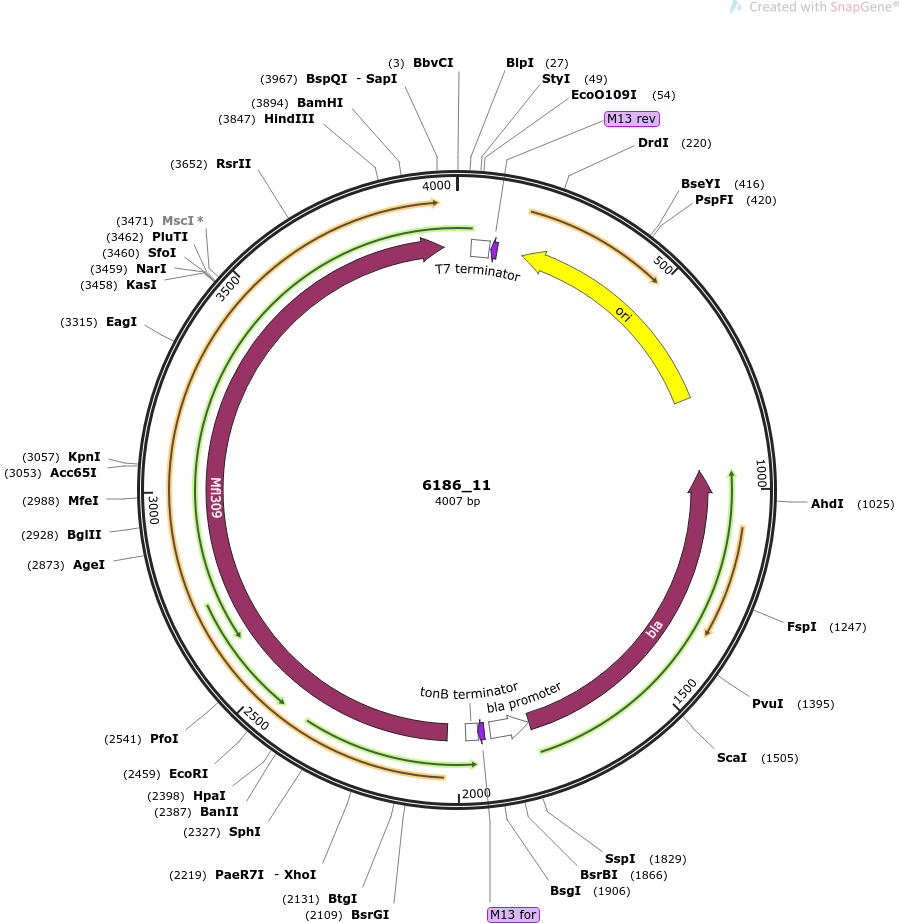 Created with SnapGene®
(3) BbvCI
BlpI (27)
(3967) BspQI - SapI
StyI (49)
(3894) BamHI
EcoO109I (54)
(3847) HindIII
M13 rev
DrdI (220)
(3652) RsrII
4000
BseYI (416)
PspFI (420)
(3471) MscI *
(3462) PluTI
(3460) SfoI
(3459) NarI
(3458) KasI
500
T7 terminator
3500
ori
(3315) EagI
(3057) KpnI
(3053) Acc65I
1000
6186_11
4007 bp
Mfl309
(2988) MfeI
3000
AhdI (1025)
(2928) BglII
(2873) AgeI
FspI (1247)
bla
tonB terminator
bla promoter
1500
PvuI (1395)
2500
(2541) PfoI
ScaI (1505)
(2459) EcoRI
2000
(2398) HpaI
(2387) BanII
(2327) SphI
SspI (1829)
(2219) PaeR7I - XhoI
BsrBI (1866)
BsgI (1906)
(2131) BtgI
(2109) BsrGI
M13 for